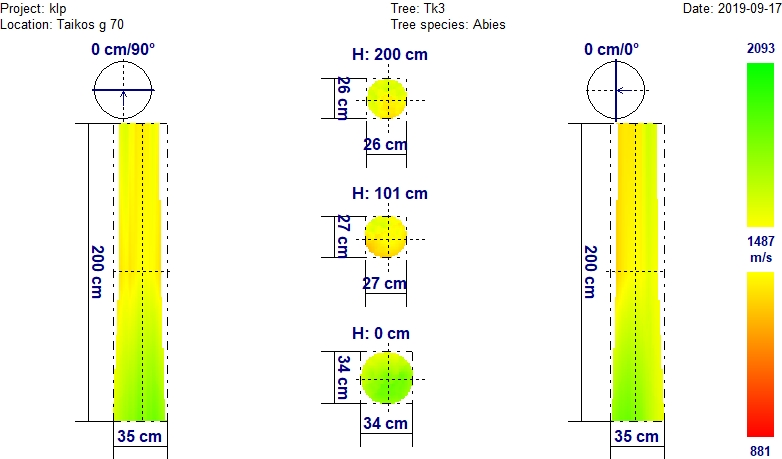 Project: klp
Location: Taikos g 70
Tree: Tk3
Tree species: Abies
Date: 2019-09-17
0 cm/90°
200 cm
35 cm
H: 200 cm
26 cm
26 cm
H: 101 cm
27 cm
27 cm
H: 0 cm
34 cm
34 cm
0 cm/0°
200 cm
35 cm
2093
1487
m/s
881